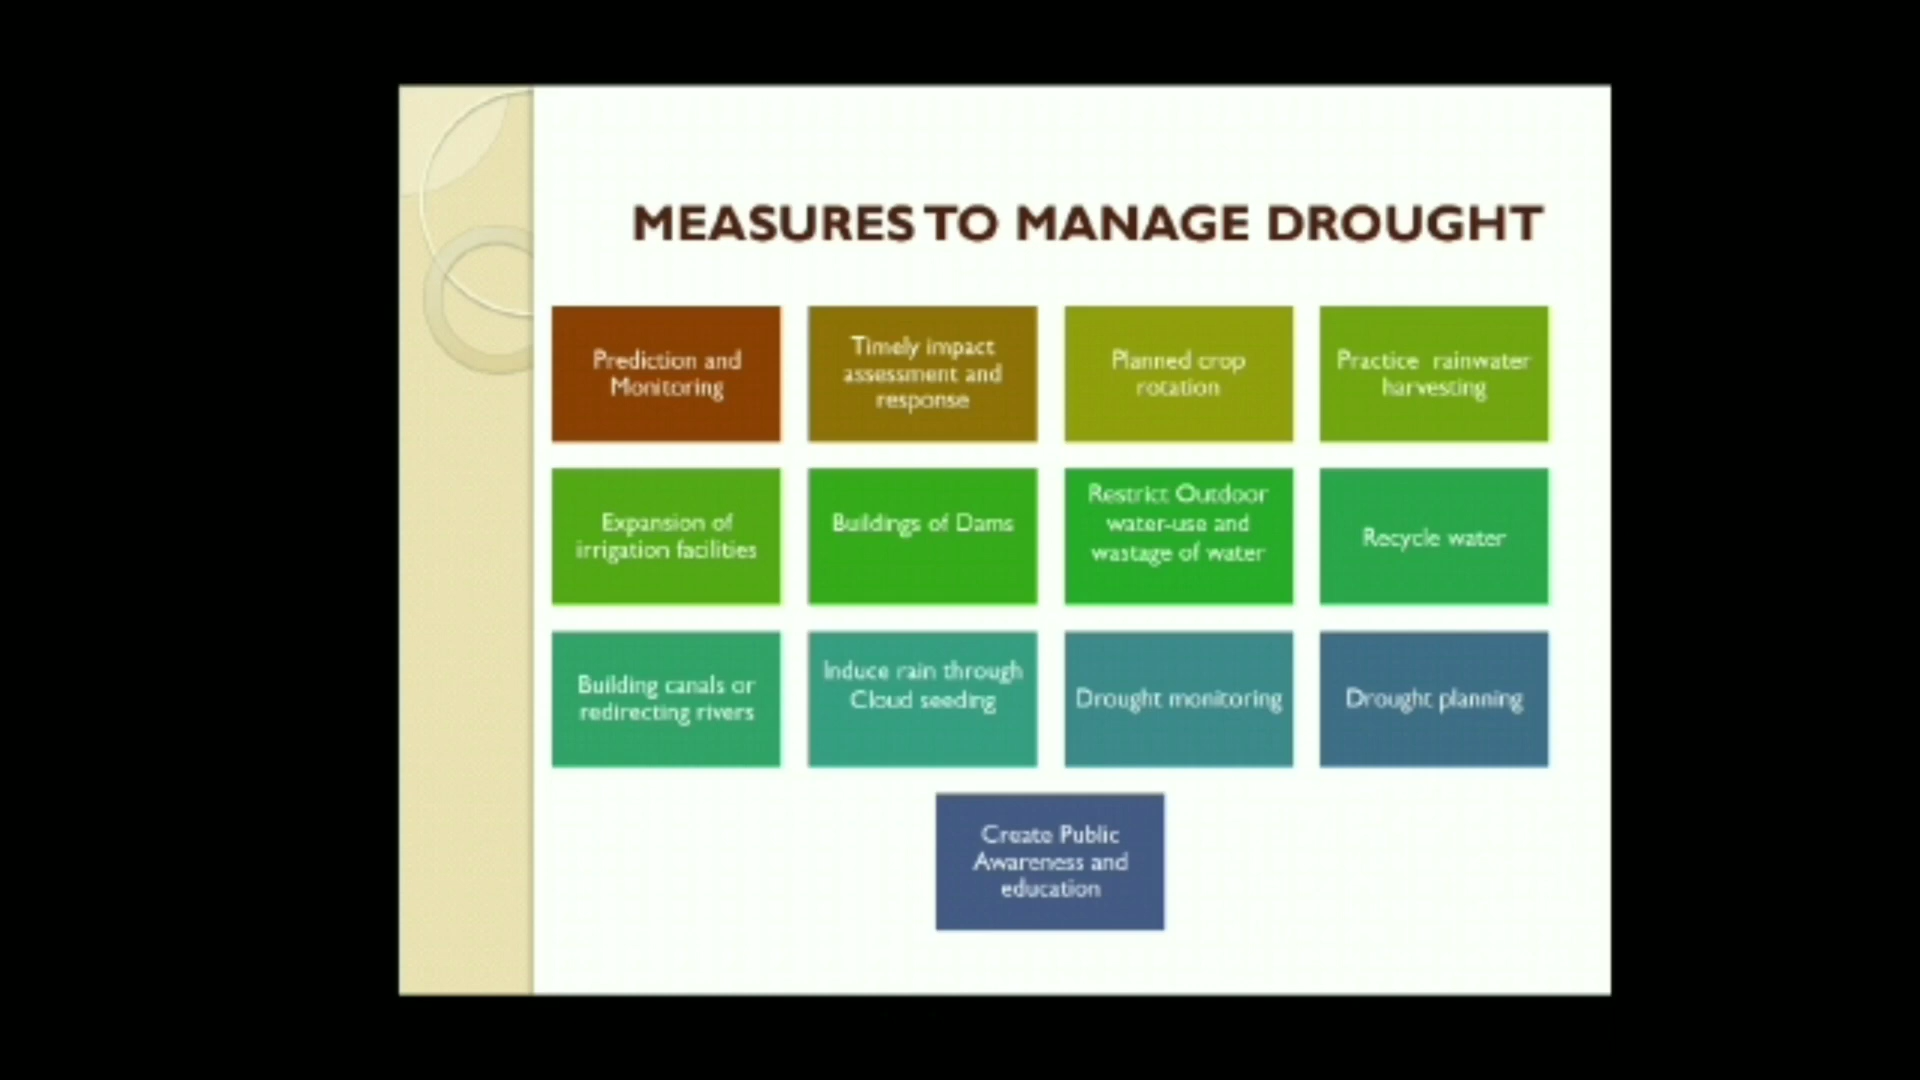 MEASURES TO MANAGE DROUGHT
Prediction and
Monitoring
Timely impact
assessment and
response
Planned crop
rotation
Practice rainwater
harvesting
Expansion of
irrigation facilities
Buildings of Dams
Restrict Outdoor
water-use and
wastage of water
Recycle water
Building canals or
redirecting rivers
Induce rain through
Cloud seeding
Drought monitoring
Drought planning
Create Public
Awareness and
education